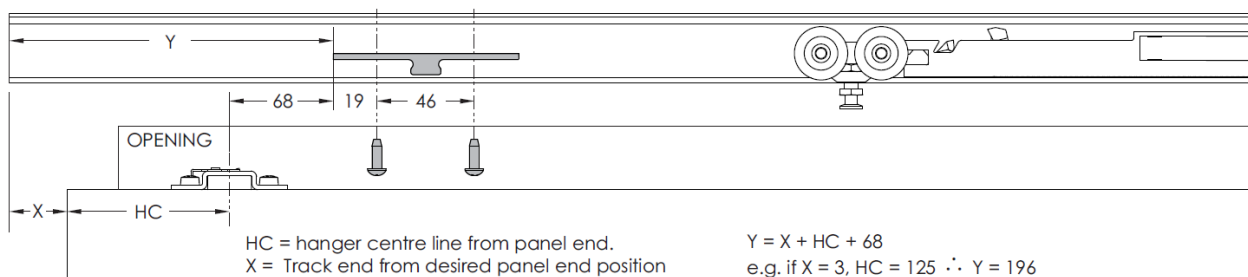 Y
68
19
46
OPENING
X
HC
HC = hanger centre line from panel end.
X = Track end from desired panel end position
Y = X + HC + 68
e.g. if X = 3, HC = 125 ∴ Y = 196